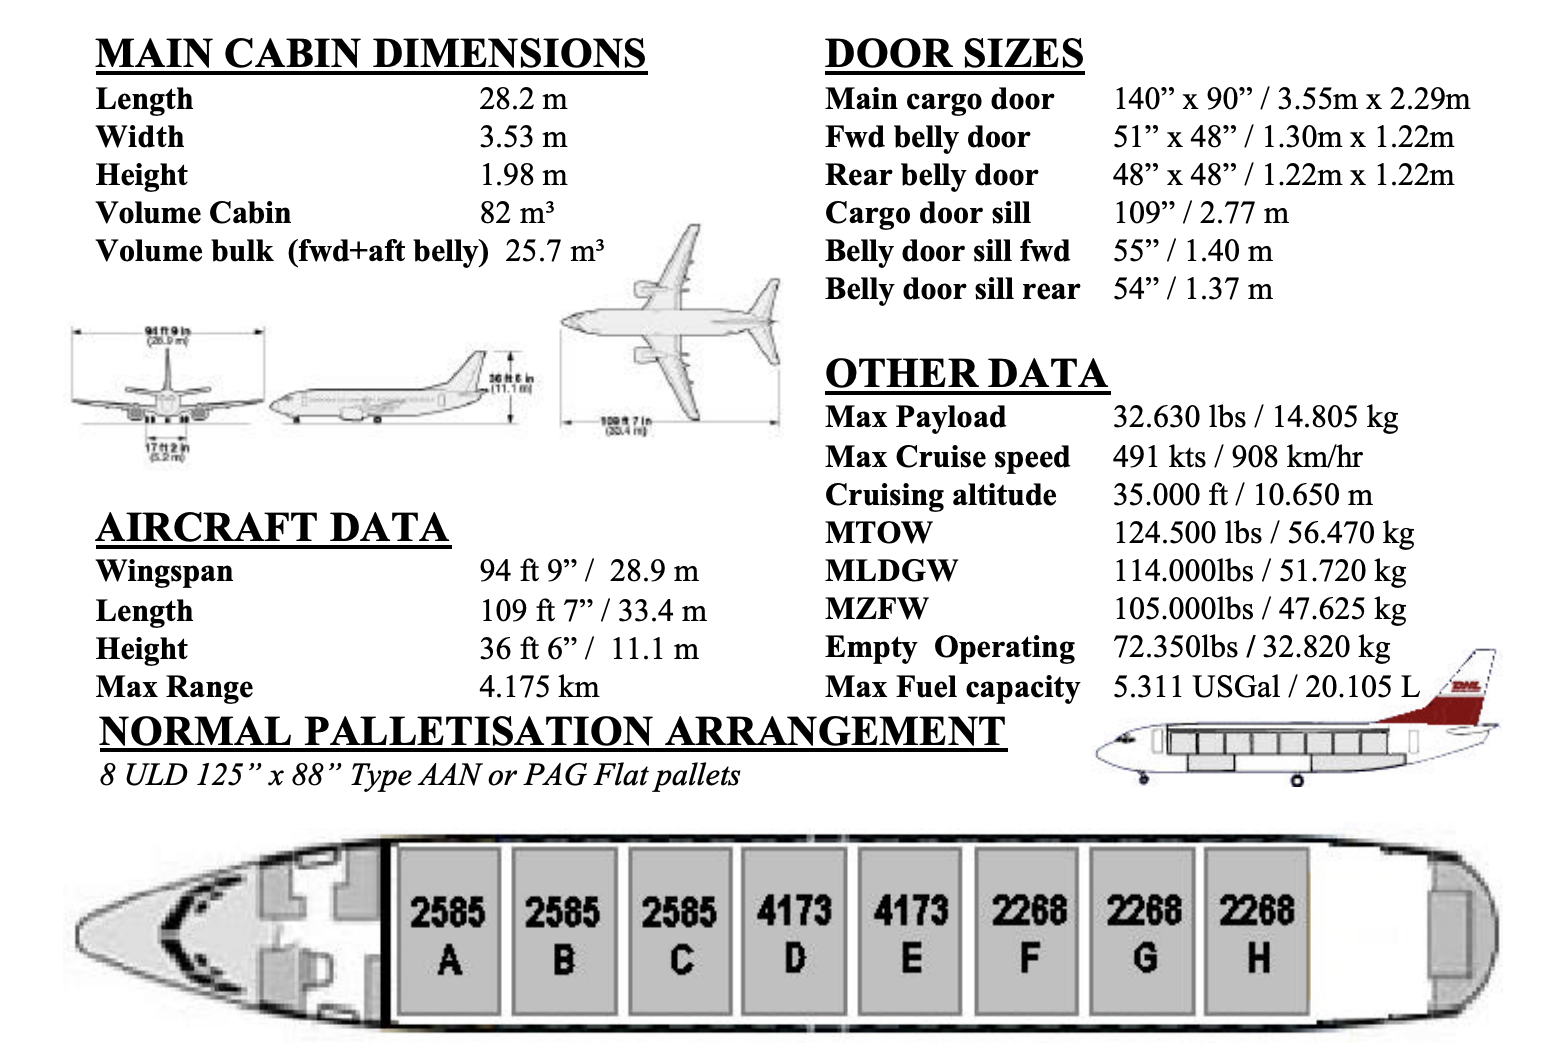 MAIN CABIN DIMENSIONS
Length 28.2 m
Width 3.53 m
Height 1.98 m
Volume Cabin 82 m³
Volume bulk (fwd+aft belly) 25.7 m³
94 ft 9 in
(28.9 m)
17 ft 2 in
(5.2 m)
36 ft 6 in
(11.1 m)
109 ft 7 in
(33.4 m)
AIRCRAFT DATA
Wingspan 94 ft 9” / 28.9 m
Length 109 ft 7” / 33.4 m
Height 36 ft 6” / 11.1 m
Max Range 4.175 km
DOOR SIZES
Main cargo door 140” x 90” / 3.55m x 2.29m
Fwd belly door 51” x 48” / 1.30m x 1.22m
Rear belly door 48” x 48” / 1.22m x 1.22m
Cargo door sill 109” / 2.77 m
Belly door sill fwd 55” / 1.40 m
Belly door sill rear 54” / 1.37 m
OTHER DATA
Max Payload 32.630 lbs / 14.805 kg
Max Cruise speed 491 kts / 908 km/hr
Cruising altitude 35.000 ft / 10.650 m
MTOW 124.500 lbs / 56.470 kg
MLDGW 114.000lbs / 51.720 kg
MZFW 105.000lbs / 47.625 kg
Empty Operating 72.350lbs / 32.820 kg
Max Fuel capacity 5.311 USGal / 20.105 L
DHL
NORMAL PALLETISATION ARRANGEMENT
8 ULD 125” x 88” Type AAN or PAG Flat pallets
2585 2585 2585 4173 4173 2268 2268 2268
A B C D E F G H